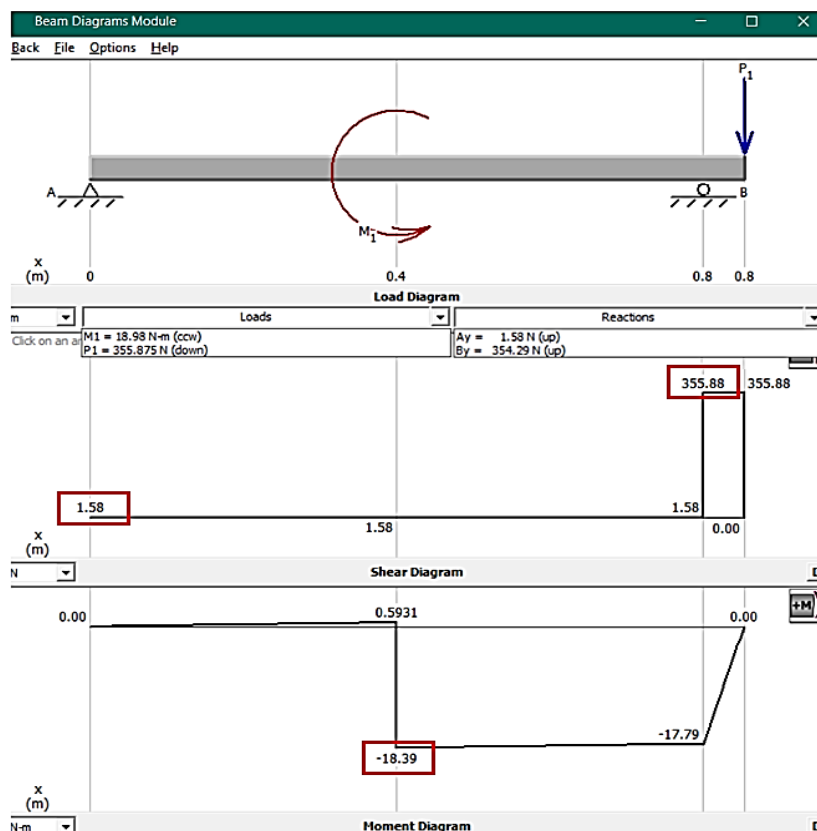 Beam Diagrams Module
Back File Options Help
P1
A
B
M1
x
(m) 0 0.4 0.8 0.8
Load Diagram
m Loads Reactions
Click on an ar
M1 = 18.98 N-m (ccw)
P1 = 355.875 N (down)
Ay = 1.58 N (up)
By = 354.29 N (up)
355.88 355.88
1.58 1.58 1.58 0.00
x
(m)
N Shear Diagram
+M
0.00 0.5931 0.00
-18.39 -17.79
x
(m)
N-m Moment Diagram